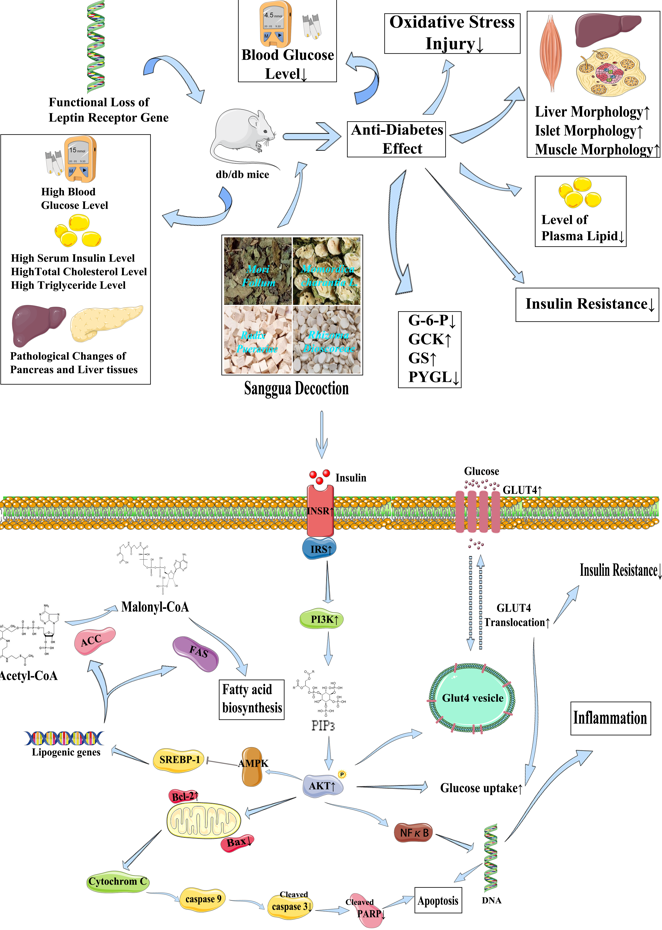 4.5
Blood Glucose
Level↓
Oxidative Stress
Injury↓
Functional Loss of
Leptin Receptor Gene
Liver Morphology↑
Islet Morphology↑
Muscle Morphology↑
db/db mice
Anti-Diabetes
Effect
15
High Blood
Glucose Level
High Serum Insulin Level
HighTotal Cholesterol Level
High Triglyceride Level
Pathological Changes of
Pancreas and Liver tissues
Level of
Plasma Lipid↓
Insulin Resistance↓
G-6-P↓
GCK↑
GS↑
PYGL↓
Mori
Sanggua Decoction
Insulin
INSR↑
IRS↑
Glucose
GLUT4↑
PI3K↑
PIP3
AKT↑
P
GLUT4
Translocation↑
Insulin Resistance↓
Malonyl-CoA
ACC
Acetyl-CoA
FAS
Fatty acid
biosynthesis
Glut4 vesicle
Inflammation
Lipogenic genes
SREBP-1
AMPK
Glucose uptake↑
Bcl-2↑
Bax↓
NFκB
DNA
Cytochrom C
caspase 9
Cleaved
caspase 3↓
Cleaved
PARP↓
Apoptosis